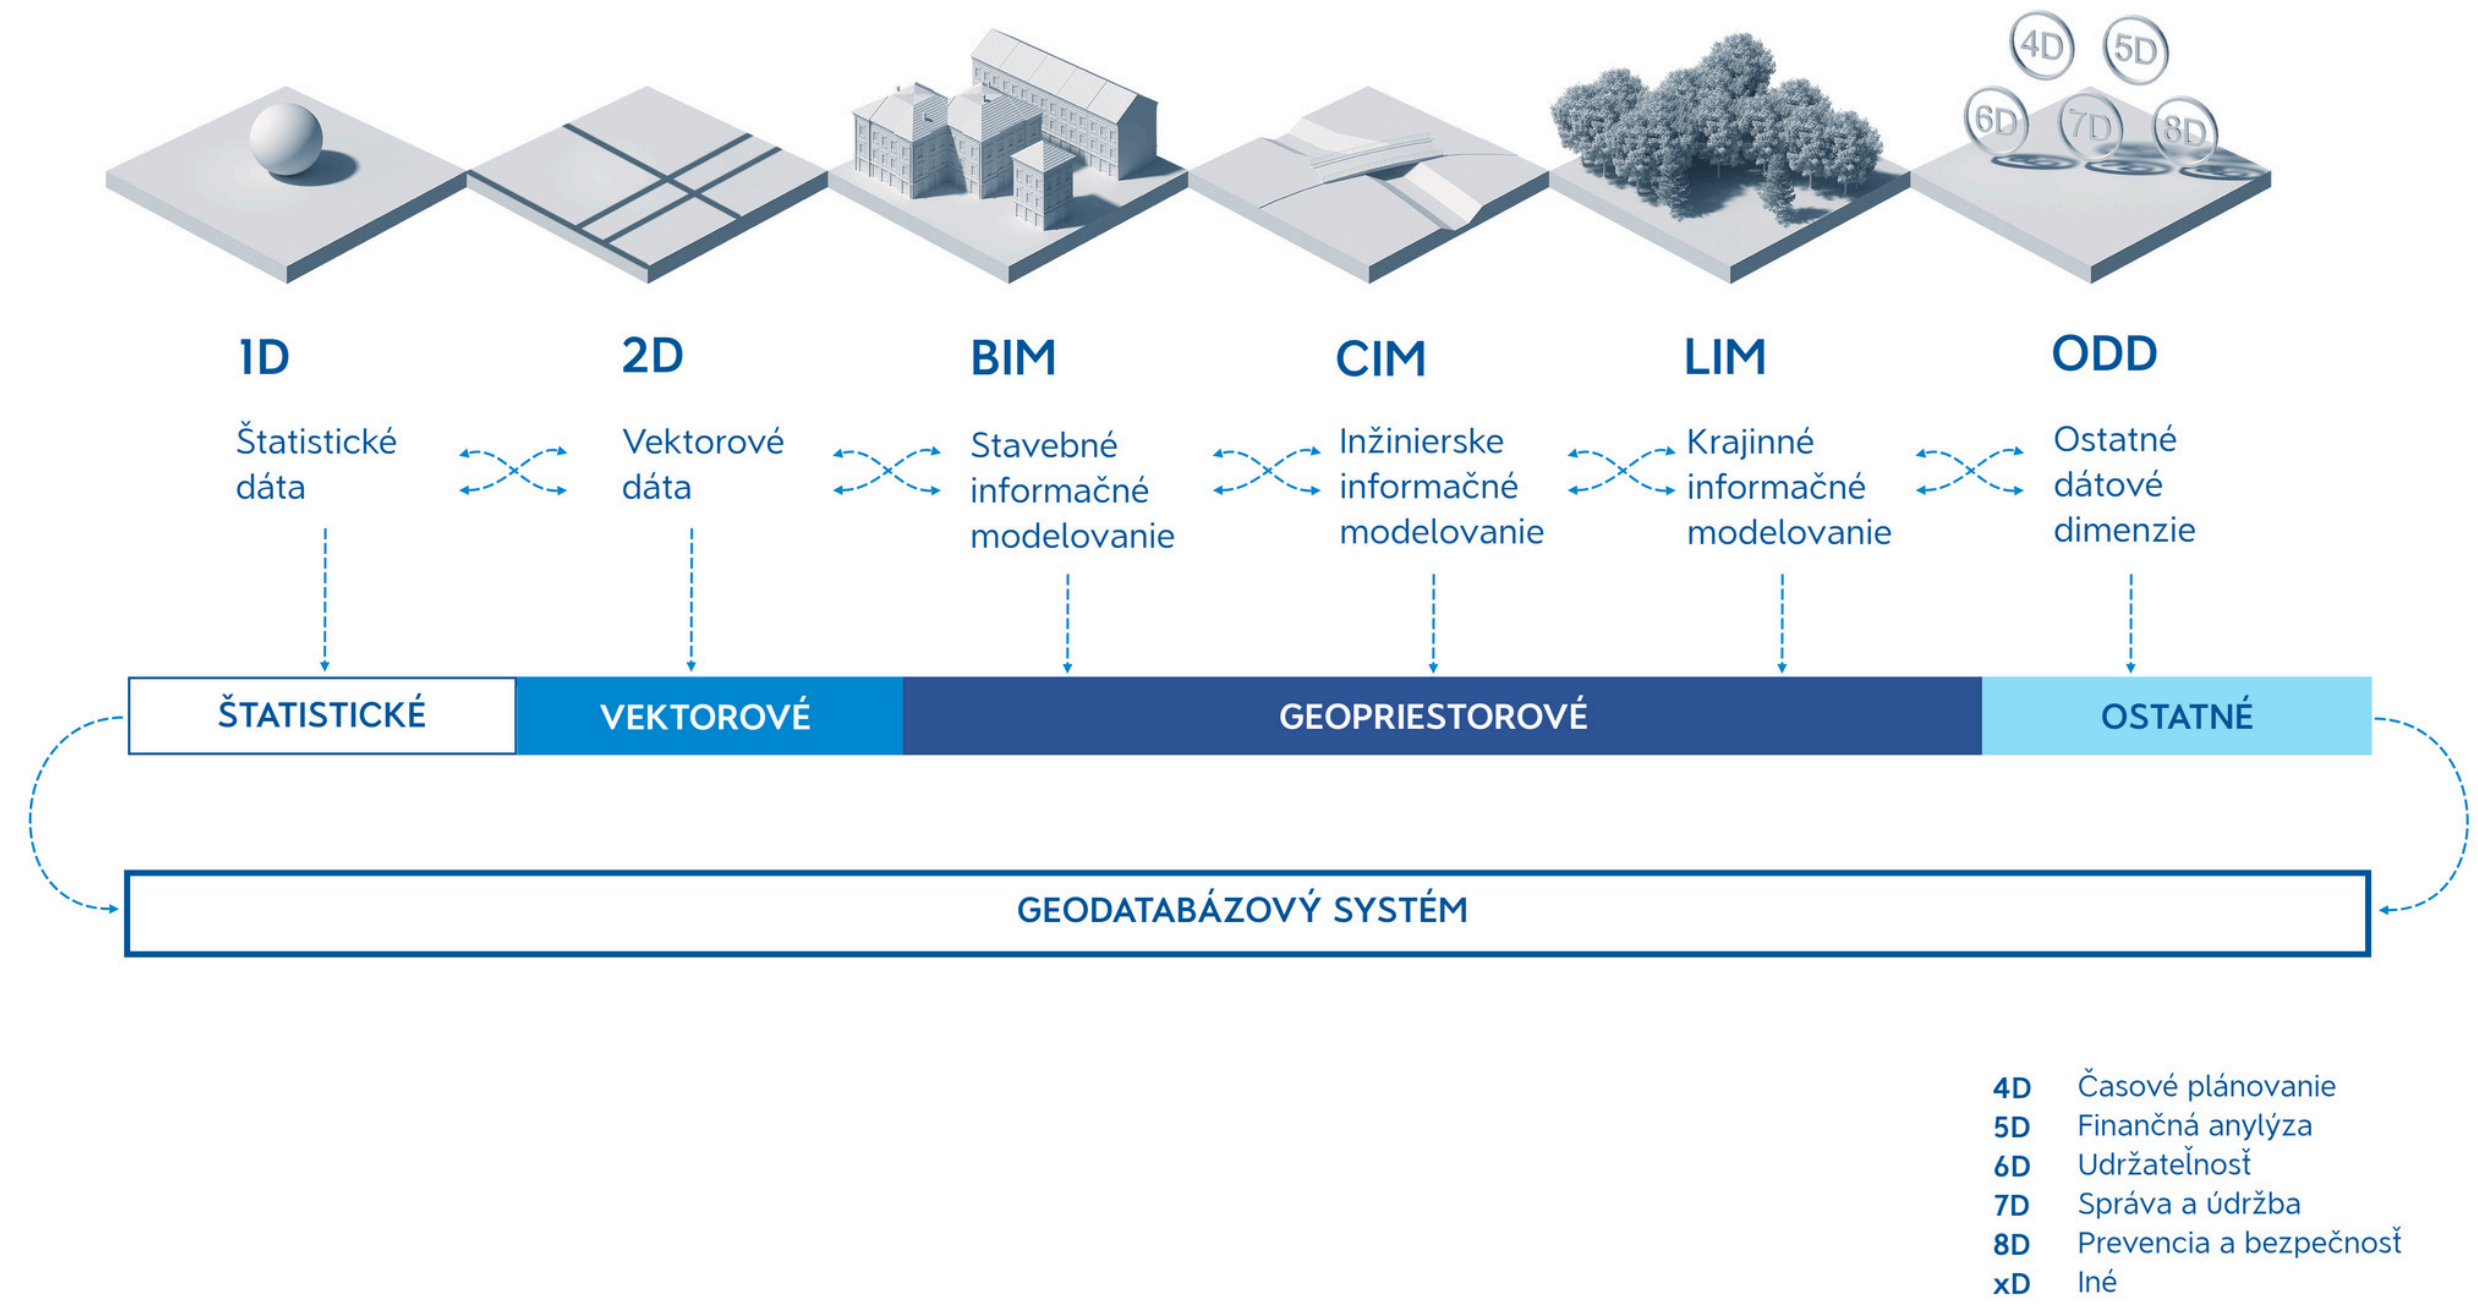 4D
5D
6D
7D
8D
1D
2D
BIM
CIM
LIM
ODD
Štatistické
dáta
Vektorové
dáta
Stavebné
informačné
modelovanie
Inžinierske
informačné
modelovanie
Krajinné
informačné
modelovanie
Ostatné
dátové
dimenzie
ŠTATISTICKÉ
VEKTOROVÉ
GEOPRIESTOROVÉ
OSTATNÉ
GEODATABÁZOVÝ SYSTÉM
4D Časové plánovanie
5D Finančná anylýza
6D Udržateľnosť
7D Správa a údržba
8D Prevencia a bezpečnosť
xD Iné